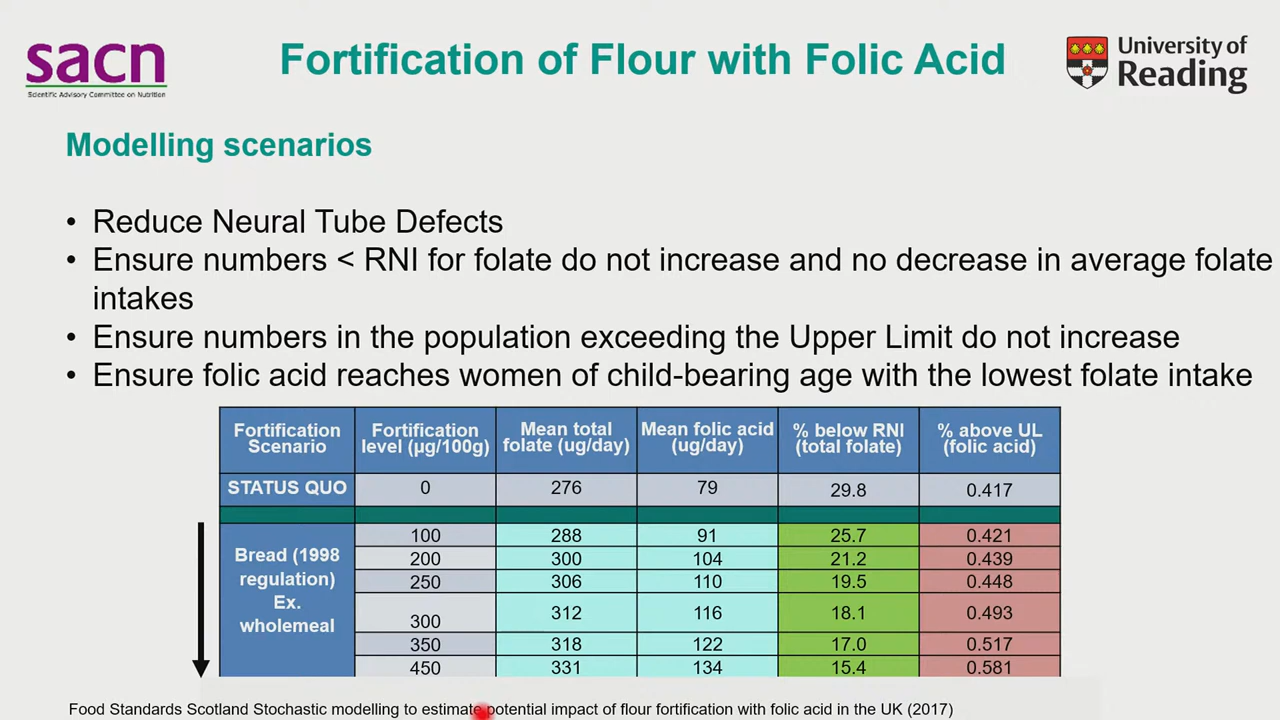 sacn
Scientific Advisory Committee on Nutrition
Fortification of Flour with Folic Acid
University of
Reading
Modelling scenarios
• Reduce Neural Tube Defects
• Ensure numbers < RNI for folate do not increase and no decrease in average folate
intakes
• Ensure numbers in the population exceeding the Upper Limit do not increase
• Ensure folic acid reaches women of child-bearing age with the lowest folate intake
Fortification Scenario | Fortification level (µg/100g) | Mean total folate (ug/day) | Mean folic acid (ug/day) | % below RNI (total folate) | % above UL (folic acid)
STATUS QUO | 0 | 276 | 79 | 29.8 | 0.417
Bread (1998 regulation) Ex. wholemeal | 100 | 288 | 91 | 25.7 | 0.421
200 | 300 | 104 | 21.2 | 0.439
250 | 306 | 110 | 19.5 | 0.448
300 | 312 | 116 | 18.1 | 0.493
350 | 318 | 122 | 17.0 | 0.517
450 | 331 | 134 | 15.4 | 0.581
Food Standards Scotland Stochastic modelling to estimate potential impact of flour fortification with folic acid in the UK (2017)